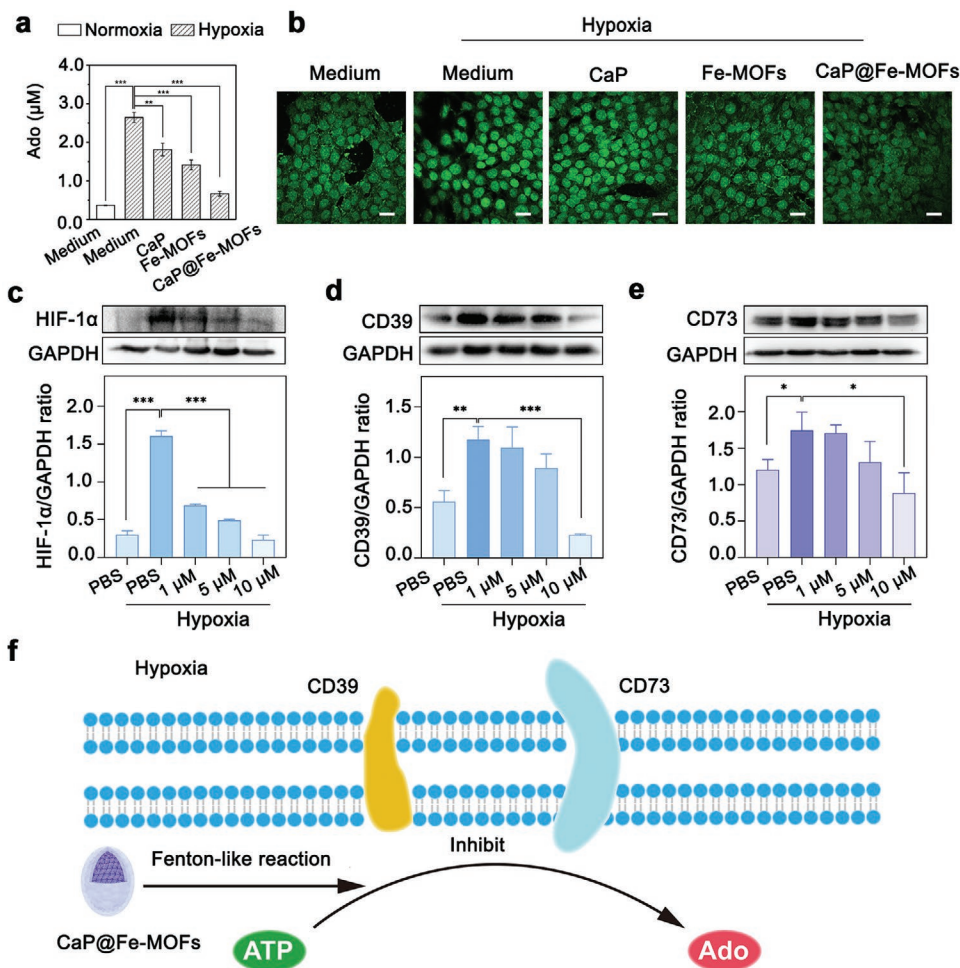 a
Normoxia Hypoxia
Ado (µM)
4.0
3.0
2.0
1.0
0.0
***
***
***
**
Medium
Medium
CaP
Fe-MOFs
CaP@Fe-MOFs
b
Hypoxia
Medium Medium CaP Fe-MOFs CaP@Fe-MOFs
c
HIF-1α
GAPDH
HIF-1α/GAPDH ratio
1.5
1.0
0.5
0.0
*** ***
PBS PBS 1 µM 5 µM 10 µM
Hypoxia
d
CD39
GAPDH
CD39/GAPDH ratio
1.5
1.0
0.5
0.0
** ***
PBS PBS 1 µM 5 µM 10 µM
Hypoxia
e
CD73
GAPDH
CD73/GAPDH ratio
2.0
1.5
1.0
0.5
0.0
* *
PBS PBS 1 µM 5 µM 10 µM
Hypoxia
f
Hypoxia
CD39
CD73
Fenton-like reaction
Inhibit
CaP@Fe-MOFs
ATP
Ado